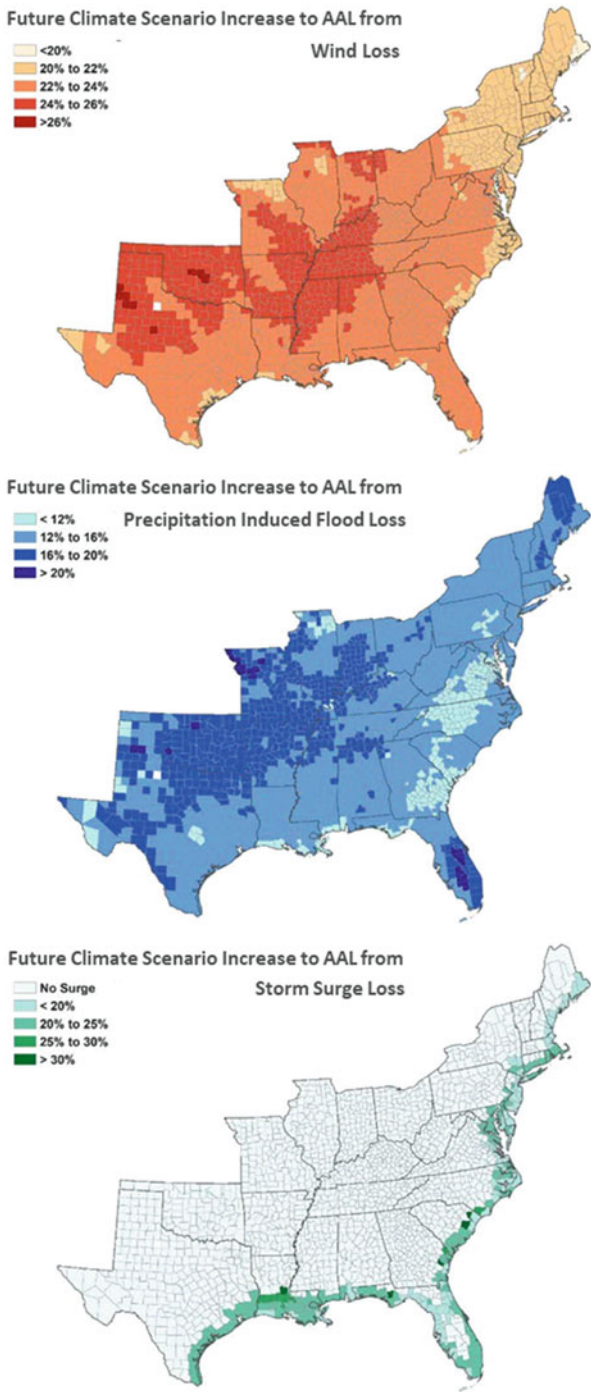 Future Climate Scenario Increase to AAL from
Wind Loss
<20%
20% to 22%
22% to 24%
24% to 26%
>26%
Future Climate Scenario Increase to AAL from
Precipitation Induced Flood Loss
< 12%
12% to 16%
16% to 20%
> 20%
Future Climate Scenario Increase to AAL from
Storm Surge Loss
No Surge
< 20%
20% to 25%
25% to 30%
> 30%